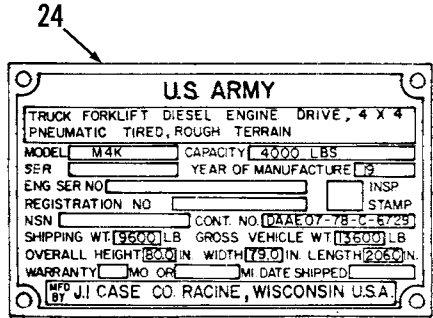 24
U.S. ARMY
TRUCK FORKLIFT DIESEL ENGINE DRIVE, 4 X 4
PNEUMATIC TIRED, ROUGH TERRAIN
MODEL M4K CAPACITY 4000 LBS
SER YEAR OF MANUFACTURE 19
ENG SER NO INSP
REGISTRATION NO STAMP
NSN CONT. NO. DAAE07-78-C-6729
SHIPPING WT. 9600 LB GROSS VEHICLE WT 13600 LB
OVERALL HEIGHT 80.0 IN. WIDTH 79.0 IN. LENGTH 206.0 IN.
WARRANTY MO OR MI. DATE SHIPPED
MFD BY J.I CASE CO. RACINE, WISCONSIN U.S.A.